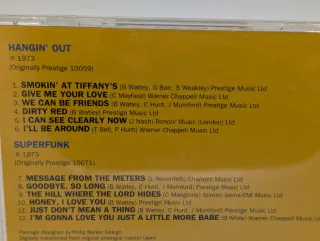 HANGIN' OUT
℗ 1973
(Originally Prestige 10059)
1. SMOKIN' AT TIFFANY'S (B Watley, G Barr, S Weakley) Prestige Music Ltd
2. GIVE ME YOUR LOVE (C Mayfield) Warner Chappell Music Ltd
3. WE CAN BE FRIENDS (B Watley, C Hunt, J Mumford) Prestige Music Ltd
4. DIRTY RED (B Watley) Prestige Music Ltd
5. I CAN SEE CLEARLY NOW (J Nash) Rondor Music (London) Ltd
6. I'LL BE AROUND (T Bell, P Hurtt) Warner Chappell Music Ltd
SUPERFUNK
℗ 1973
(Originally Prestige 10071)
7. MESSAGE FROM THE METERS (L Nocentelli) Chappell Music Ltd
8. GOODBYE, SO LONG (B Watley, C Hunt, J Mumford) Prestige Music Ltd
9. THE HILL WHERE THE LORD HIDES (C Mangione) Screen Gems-EMI Music Ltd
10. HONEY, I LOVE YOU (B Watley) Prestige Music Ltd
11. JUST DON'T MEAN A THING (B Watley, C Hunt, J Mumford) Prestige Music Ltd
12. I'M GONNA LOVE YOU JUST A LITTLE MORE BABE (B White) Warner Chappell Music Ltd
Package designed by Philip Baxter Design
Digitally remastered from original analogue master tapes